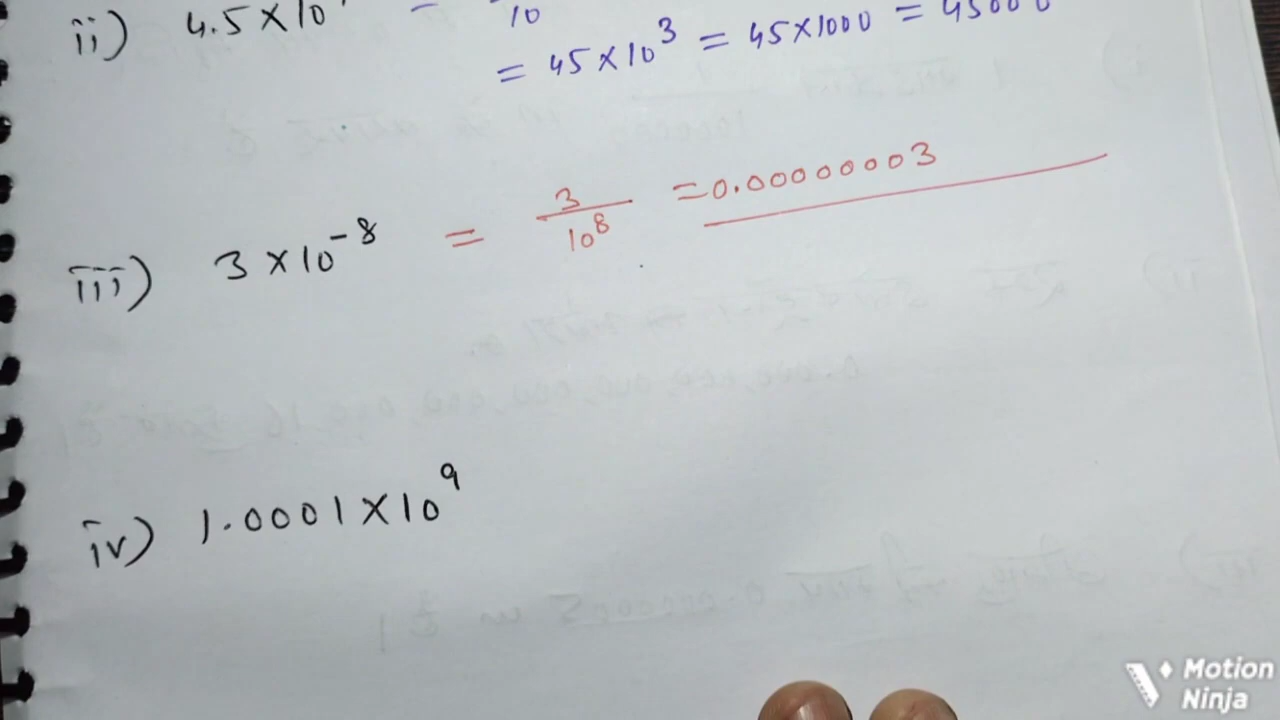 ii) 4.5×10
10
= 45×10³ = 45×1000 = 45000
iii) 3×10⁻⁸ = 3/10⁸ = 0.00000003
iv) 1.0001×10⁹
Motion
Ninja